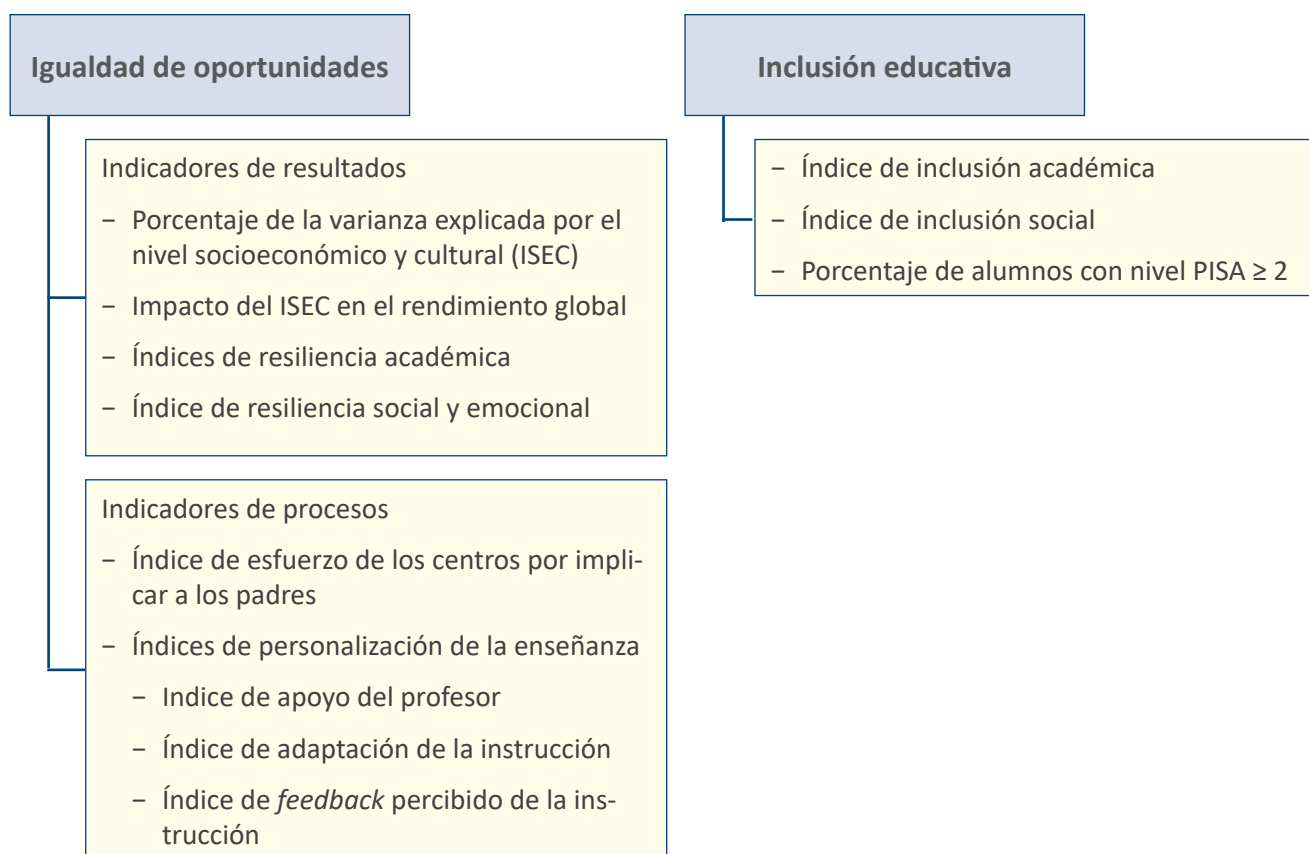 Igualdad de oportunidades
Indicadores de resultados
− Porcentaje de la varianza explicada por el
nivel socioeconómico y cultural (ISEC)
− Impacto del ISEC en el rendimiento global
− Índices de resiliencia académica
− Índice de resiliencia social y emocional
Indicadores de procesos
− Índice de esfuerzo de los centros por impli-
car a los padres
− Índices de personalización de la enseñanza
− Indice de apoyo del profesor
− Índice de adaptación de la instrucción
− Índice de feedback percibido de la ins-
trucción
Inclusión educativa
− Índice de inclusión académica
− Índice de inclusión social
− Porcentaje de alumnos con nivel PISA ≥ 2